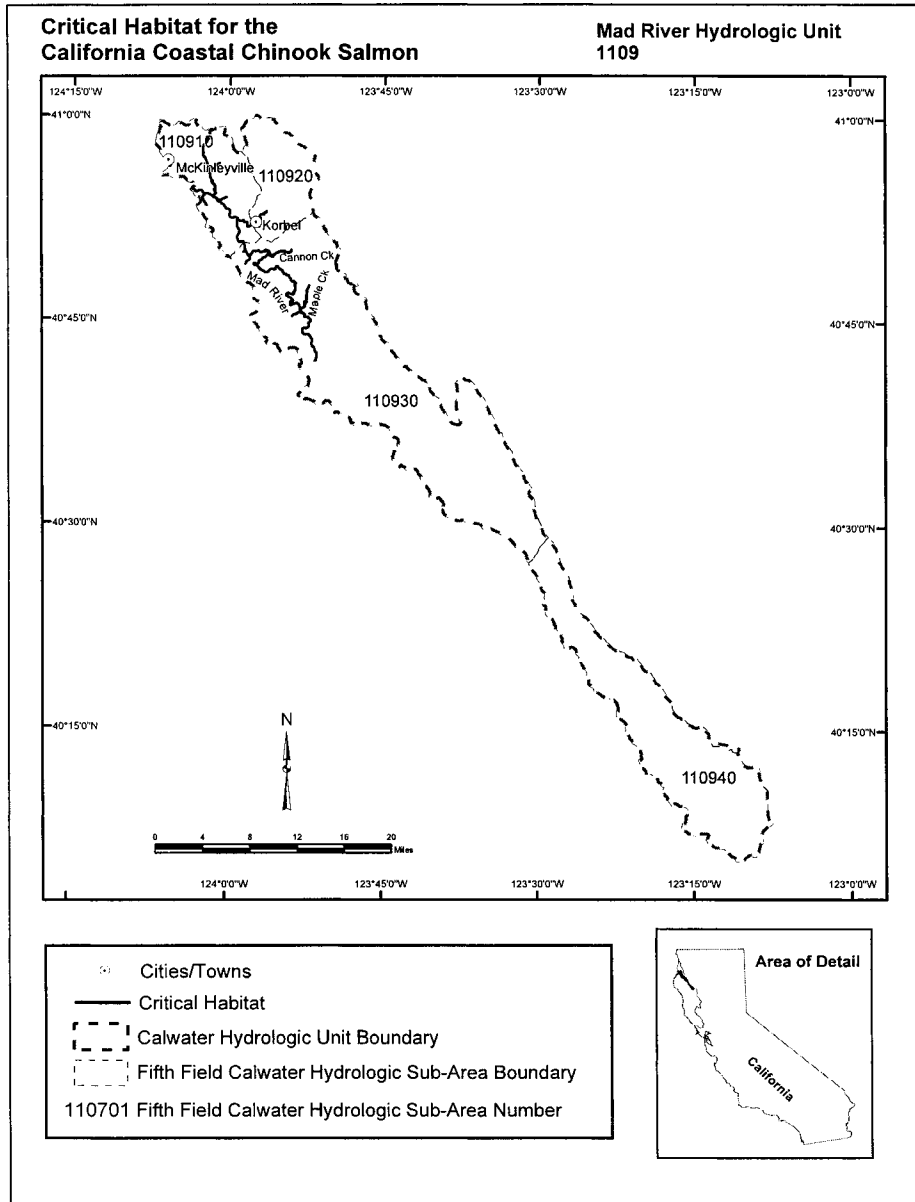 Critical Habitat for the
California Coastal Chinook Salmon
Mad River Hydrologic Unit
1109
124°15'0"W 124°0'0"W 123°45'0"W 123°30'0"W 123°15'0"W 123°0'0"W
41°0'0"N 41°0'0"N
110910
McKinleyville
110920
Korbel
Cannon Ck
Mad River
Maple Ck
40°45'0"N 40°45'0"N
110930
40°30'0"N 40°30'0"N
40°15'0"N 40°15'0"N
N
110940
0 4 8 12 16 20
Miles
124°15'0"W 124°0'0"W 123°45'0"W 123°30'0"W 123°15'0"W 123°0'0"W
Cities/Towns
Critical Habitat
Calwater Hydrologic Unit Boundary
Fifth Field Calwater Hydrologic Sub-Area Boundary
110701 Fifth Field Calwater Hydrologic Sub-Area Number
Area of Detail
California